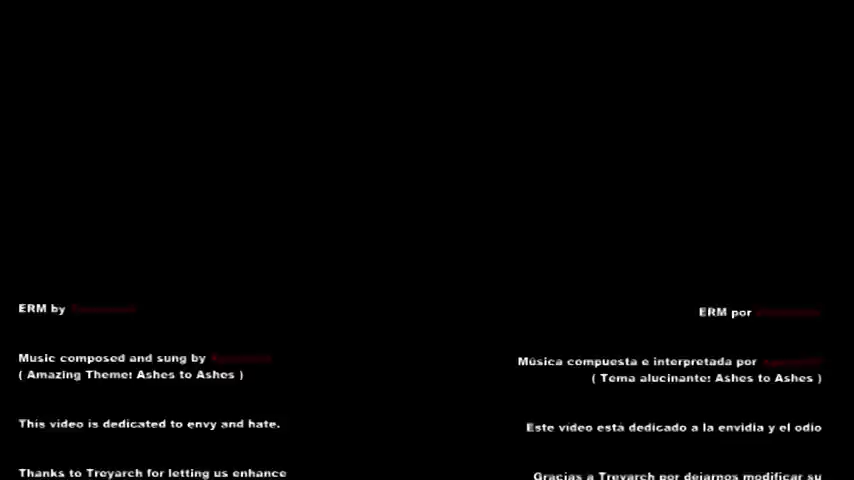 ERM by
Music composed and sung by
( Amazing Theme: Ashes to Ashes )
This video is dedicated to envy and hate.
Thanks to Treyarch for letting us enhance
ERM por
Música compuesta e interpretada por
( Tema alucinante: Ashes to Ashes )
Este vídeo está dedicado a la envidia y el odio
Gracias a Treyarch por dejarnos modificar su